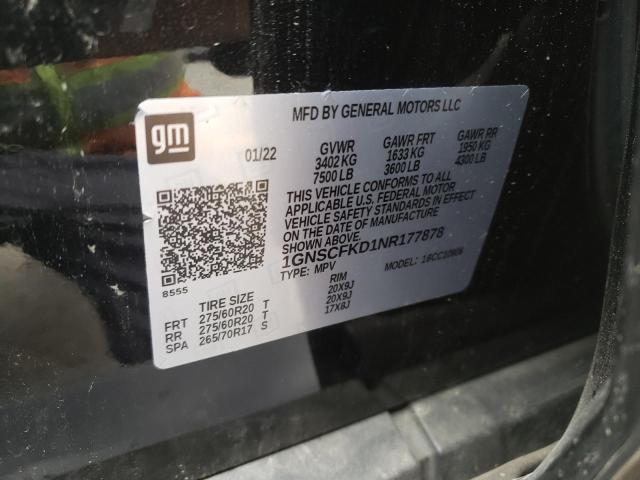 MFD BY GENERAL MOTORS LLC
gm
01/22
GVWR GAWR FRT GAWR RR
3402 KG 1633 KG 1950 KG
7500 LB 3600 LB 4300 LB
THIS VEHICLE CONFORMS TO ALL
APPLICABLE U.S. FEDERAL MOTOR
VEHICLE SAFETY STANDARDS IN EFFECT
ON THE DATE OF MANUFACTURE
SHOWN ABOVE.
1GNSCFKD1NR177878
8555
TYPE: MPV MODEL:
TIRE SIZE RIM
FRT 275/60R20 T 20X9J
RR 275/60R20 T 20X9J
SPA 265/70R17 S 17X8J